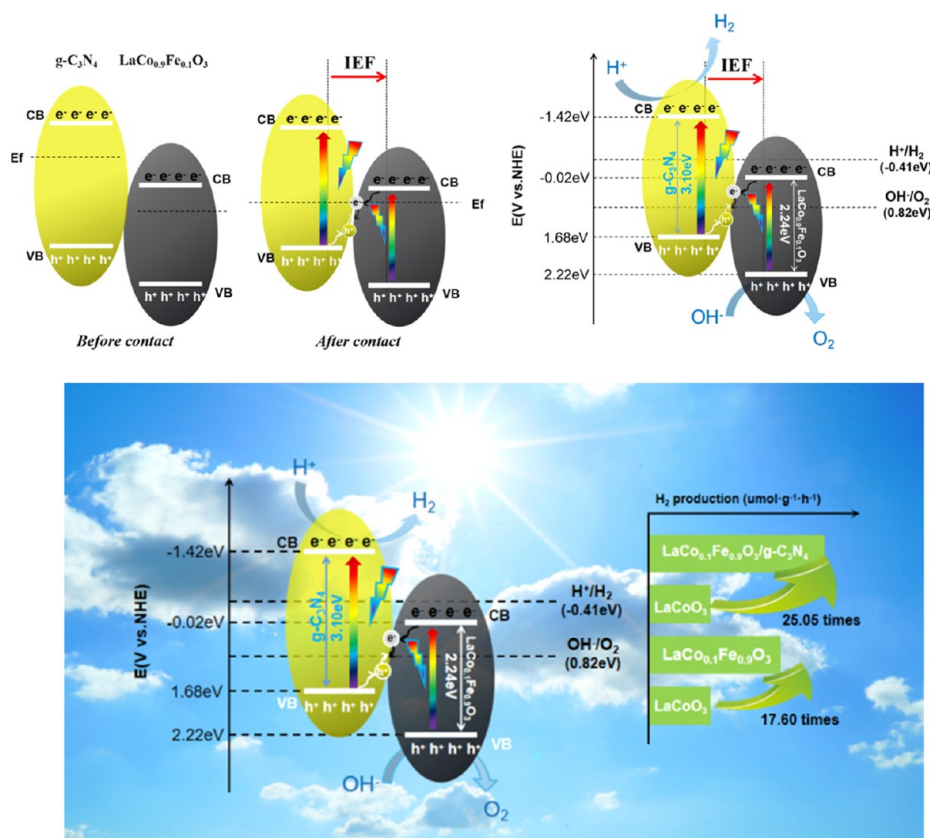 g-C₃N₄ LaCo₀.₉Fe₀.₁O₃
CB
e⁻ e⁻ e⁻ e⁻
Ef
e⁻ e⁻ e⁻ e⁻ CB
VB
h⁺ h⁺ h⁺ h⁺
h⁺ h⁺ h⁺ h⁺ VB
Before contact
IEF
CB
e⁻ e⁻ e⁻ e⁻
e⁻ e⁻ e⁻ e⁻ CB
e⁻
Ef
h⁺
VB
h⁺ h⁺ h⁺ h⁺
h⁺ h⁺ h⁺ h⁺ VB
After contact
H₂
H⁺
IEF
E(V vs.NHE)
CB
e⁻ e⁻ e⁻ e⁻
-1.42eV
H⁺/H₂
(-0.41eV)
-0.02eV
e⁻ e⁻ e⁻ e⁻ CB
g-C₃N₄
3.10eV
e⁻
OH⁻/O₂
(0.82eV)
LaCo₀.₉Fe₀.₁O₃
2.24eV
h⁺
1.68eV
VB
h⁺ h⁺ h⁺ h⁺
2.22eV
h⁺ h⁺ h⁺ h⁺ VB
OH⁻
O₂
H⁺
H₂
E(V vs.NHE)
CB
e⁻ e⁻ e⁻ e⁻
-1.42eV
H⁺/H₂
(-0.41eV)
-0.02eV
e⁻ e⁻ e⁻ e⁻ CB
g-C₃N₄
3.10eV
e⁻
OH⁻/O₂
(0.82eV)
LaCo₀.₁Fe₀.₉O₃
2.24eV
h⁺
1.68eV
VB
h⁺ h⁺ h⁺ h⁺
2.22eV
h⁺ h⁺ h⁺ h⁺ VB
OH⁻
O₂
H₂ production (umol·g⁻¹·h⁻¹)
LaCo₀.₁Fe₀.₉O₃/g-C₃N₄
LaCoO₃
25.05 times
LaCo₀.₁Fe₀.₉O₃
LaCoO₃
17.60 times